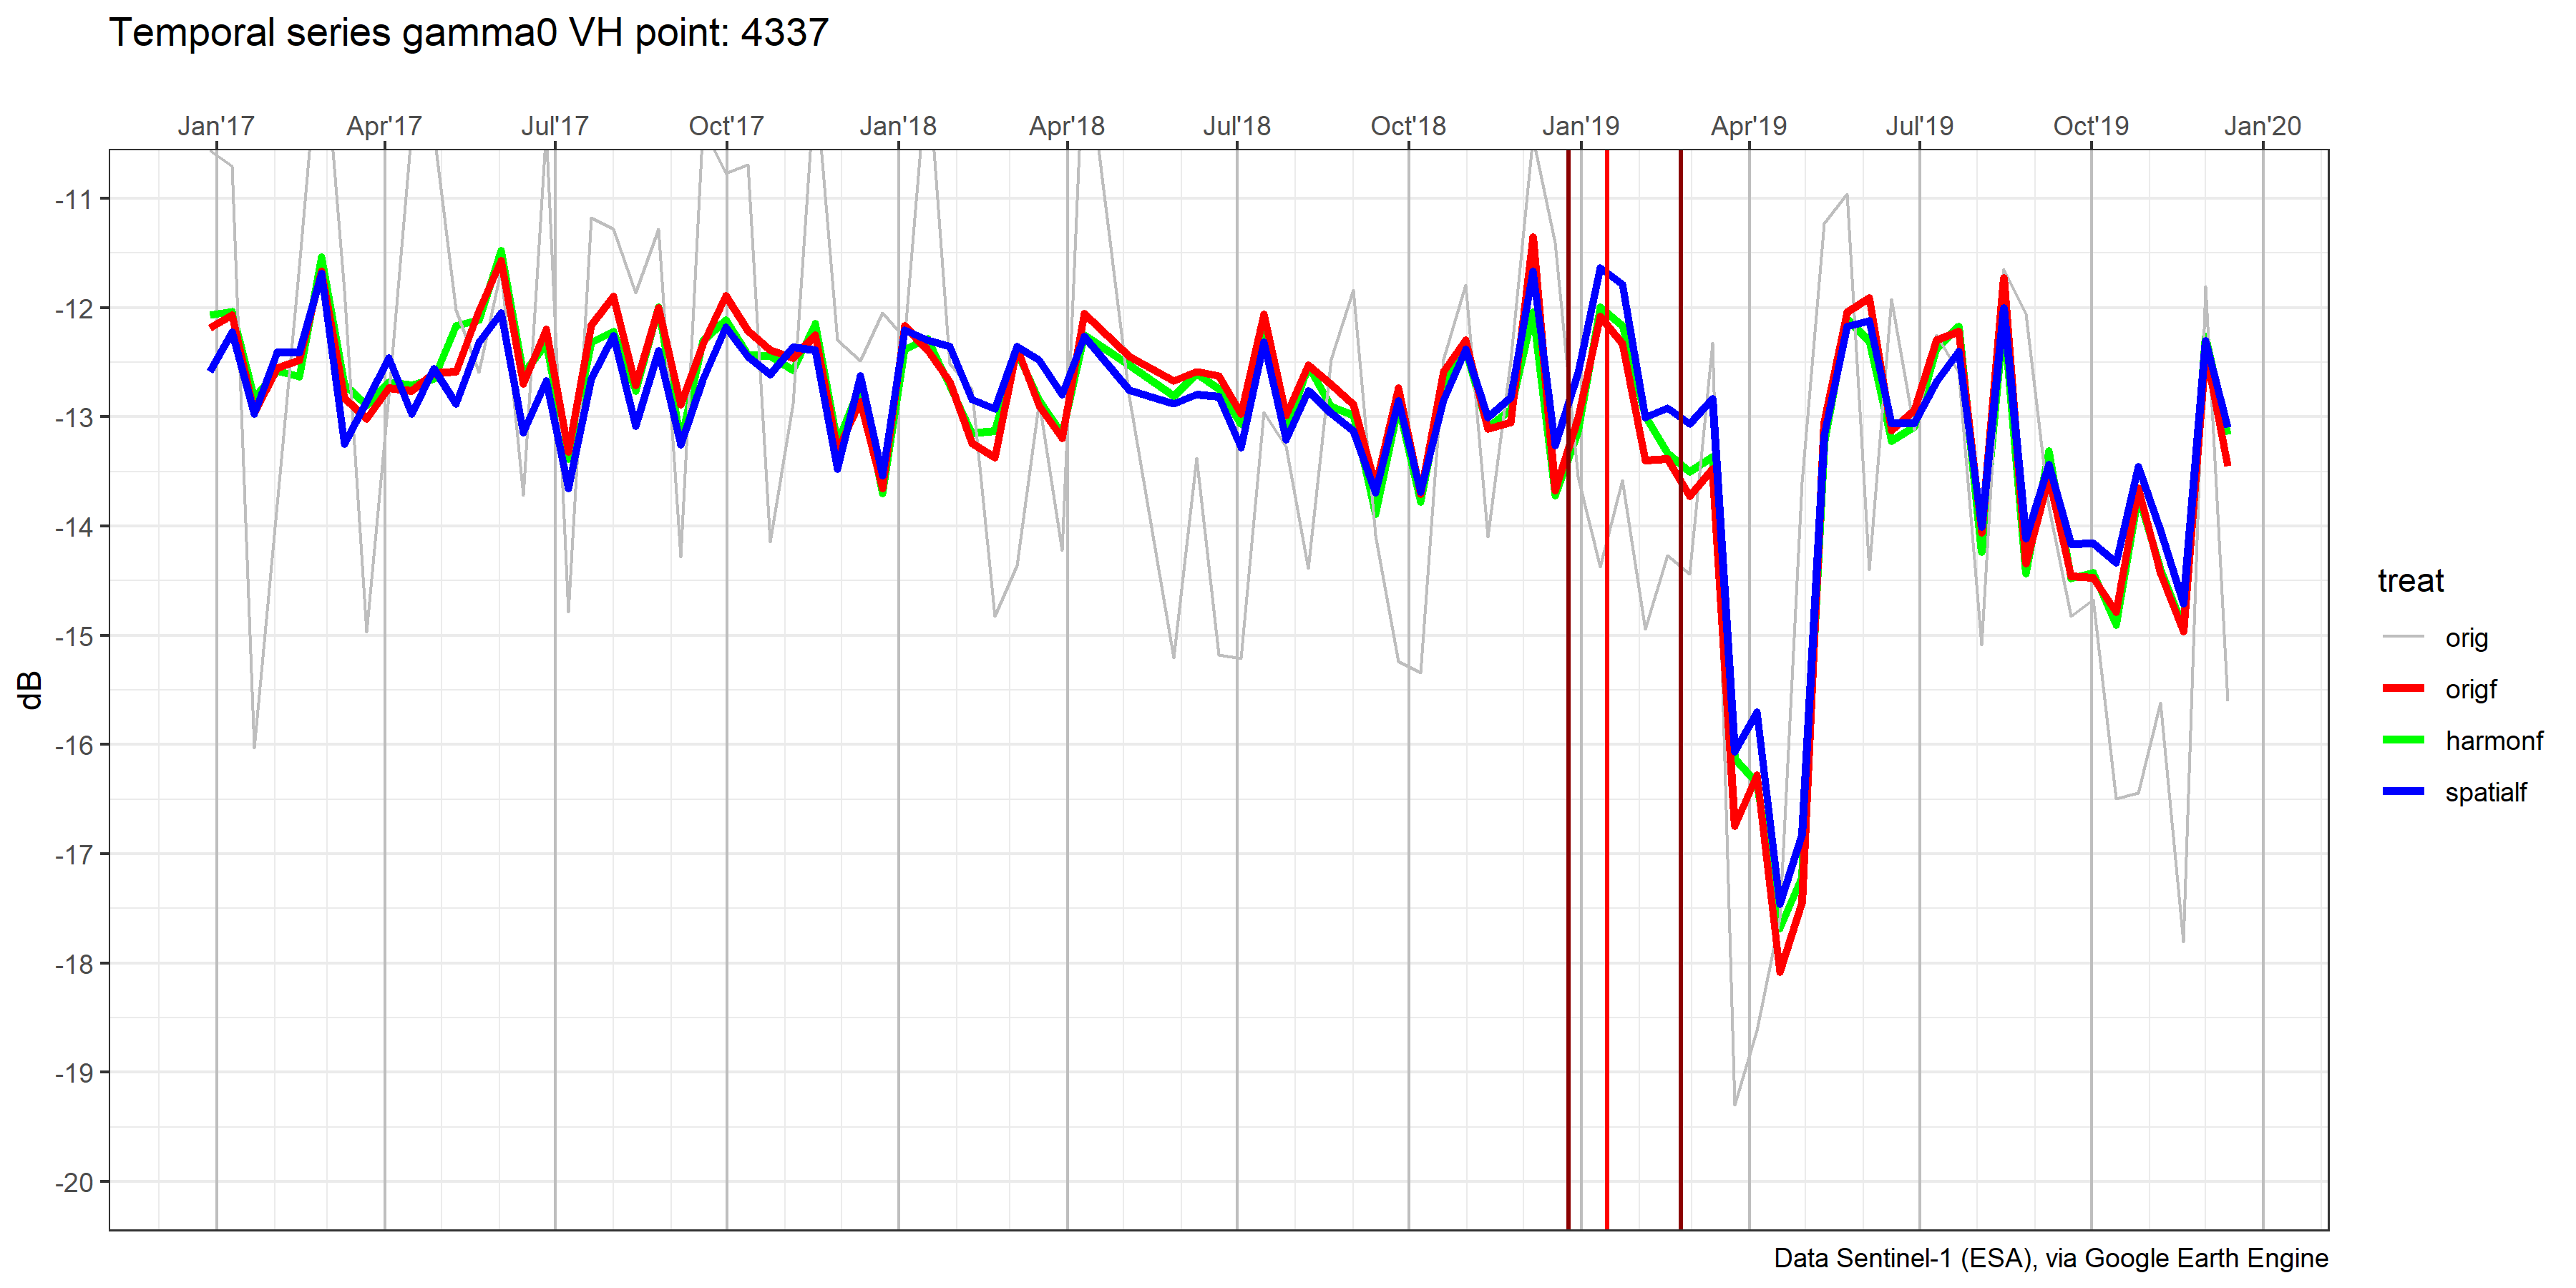 Temporal series gamma0 VH point: 4337
Jan'17 Apr'17 Jul'17 Oct'17 Jan'18 Apr'18 Jul'18 Oct'18 Jan'19 Apr'19 Jul'19 Oct'19 Jan'20
-11
-12
-13
-14
-15
-16
-17
-18
-19
-20
dB
treat
orig
origf
harmonf
spatialf
Data Sentinel-1 (ESA), via Google Earth Engine